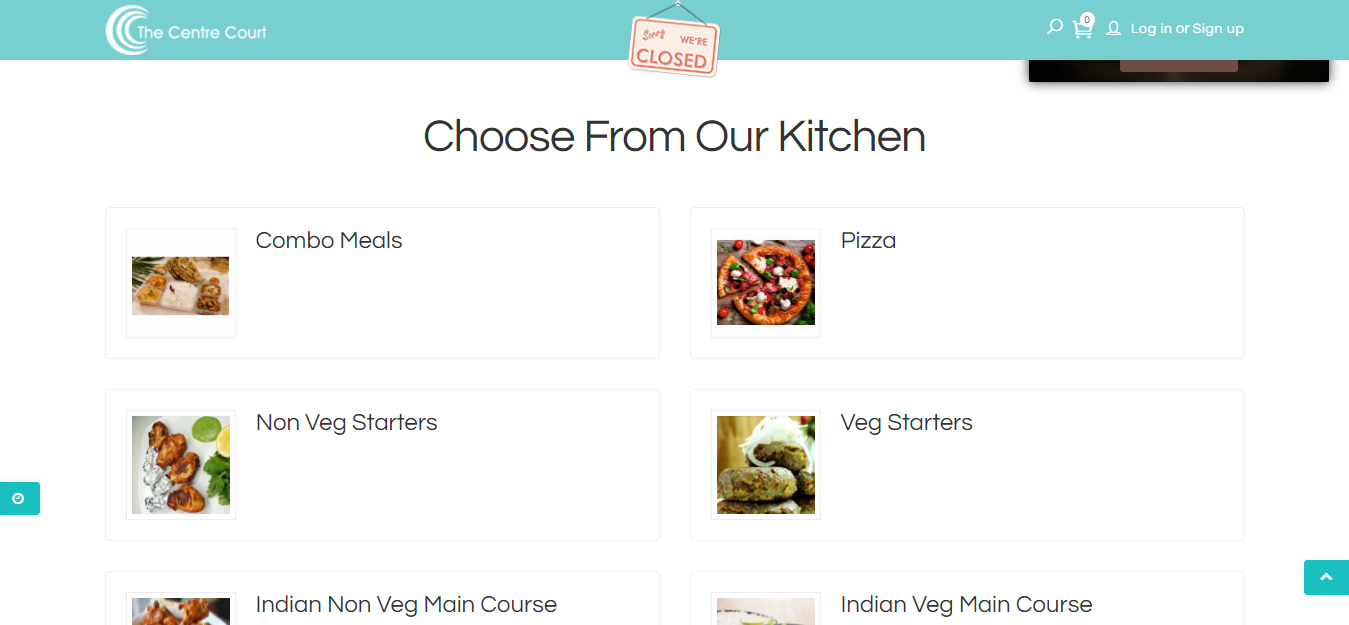 The Centre Court
Sorry WE'RE
CLOSED
0
Log in or Sign up
Choose From Our Kitchen
Combo Meals
Pizza
Non Veg Starters
Veg Starters
Indian Non Veg Main Course
Indian Veg Main Course